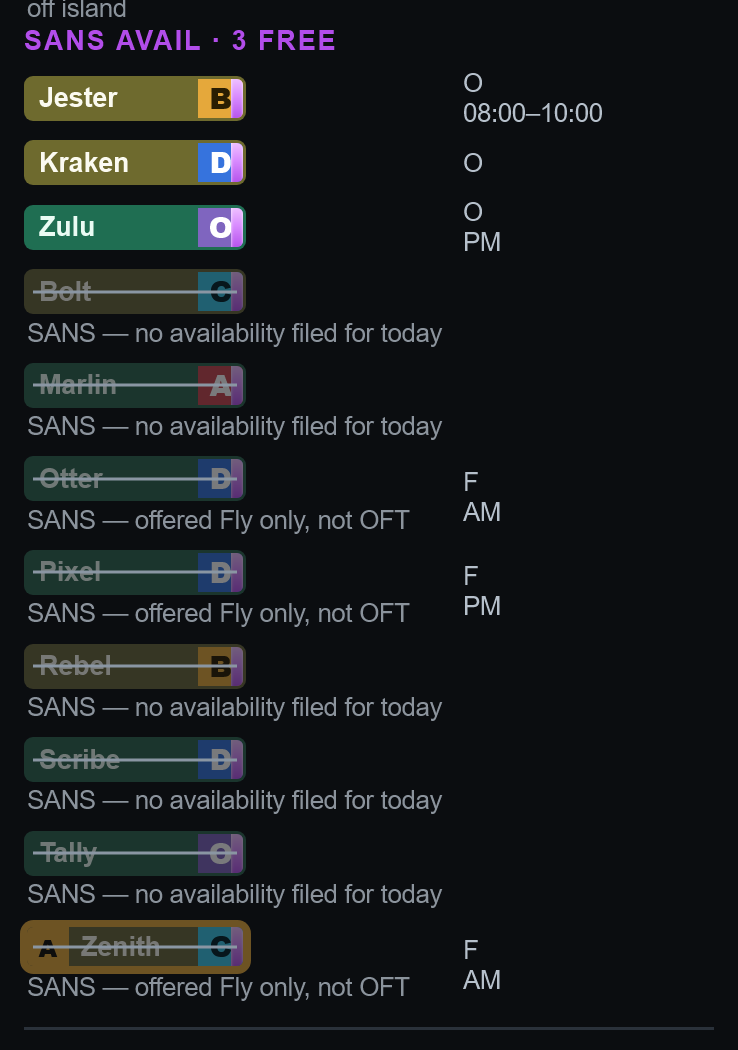 off island
SANS AVAIL · 3 FREE
Jester B
O
08:00–10:00
Kraken D
O
Zulu O
O
PM
Bolt C
SANS — no availability filed for today
Marlin A
SANS — no availability filed for today
Otter D
F
AM
SANS — offered Fly only, not OFT
Pixel D
F
PM
SANS — offered Fly only, not OFT
Rebel B
SANS — no availability filed for today
Scribe D
SANS — no availability filed for today
Tally O
SANS — no availability filed for today
A Zenith C
F
AM
SANS — offered Fly only, not OFT